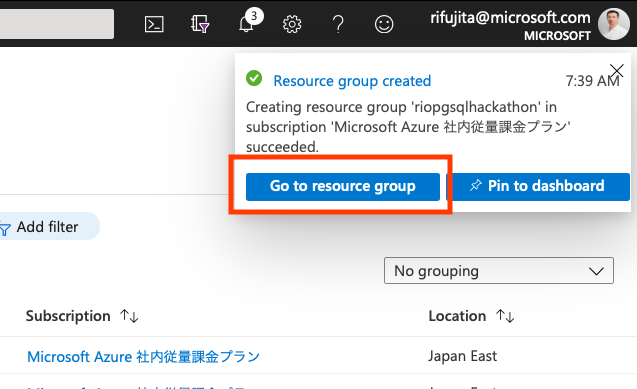 3
rifujita@microsoft.com
MICROSOFT
Resource group created
7:39 AM
Creating resource group 'riopgsqlhackathon' in
subscription 'Microsoft Azure 社内従量課金プラン'
succeeded.
Go to resource group
Pin to dashboard
Add filter
No grouping
Subscription
Location
Microsoft Azure 社内従量課金プラン
Japan East